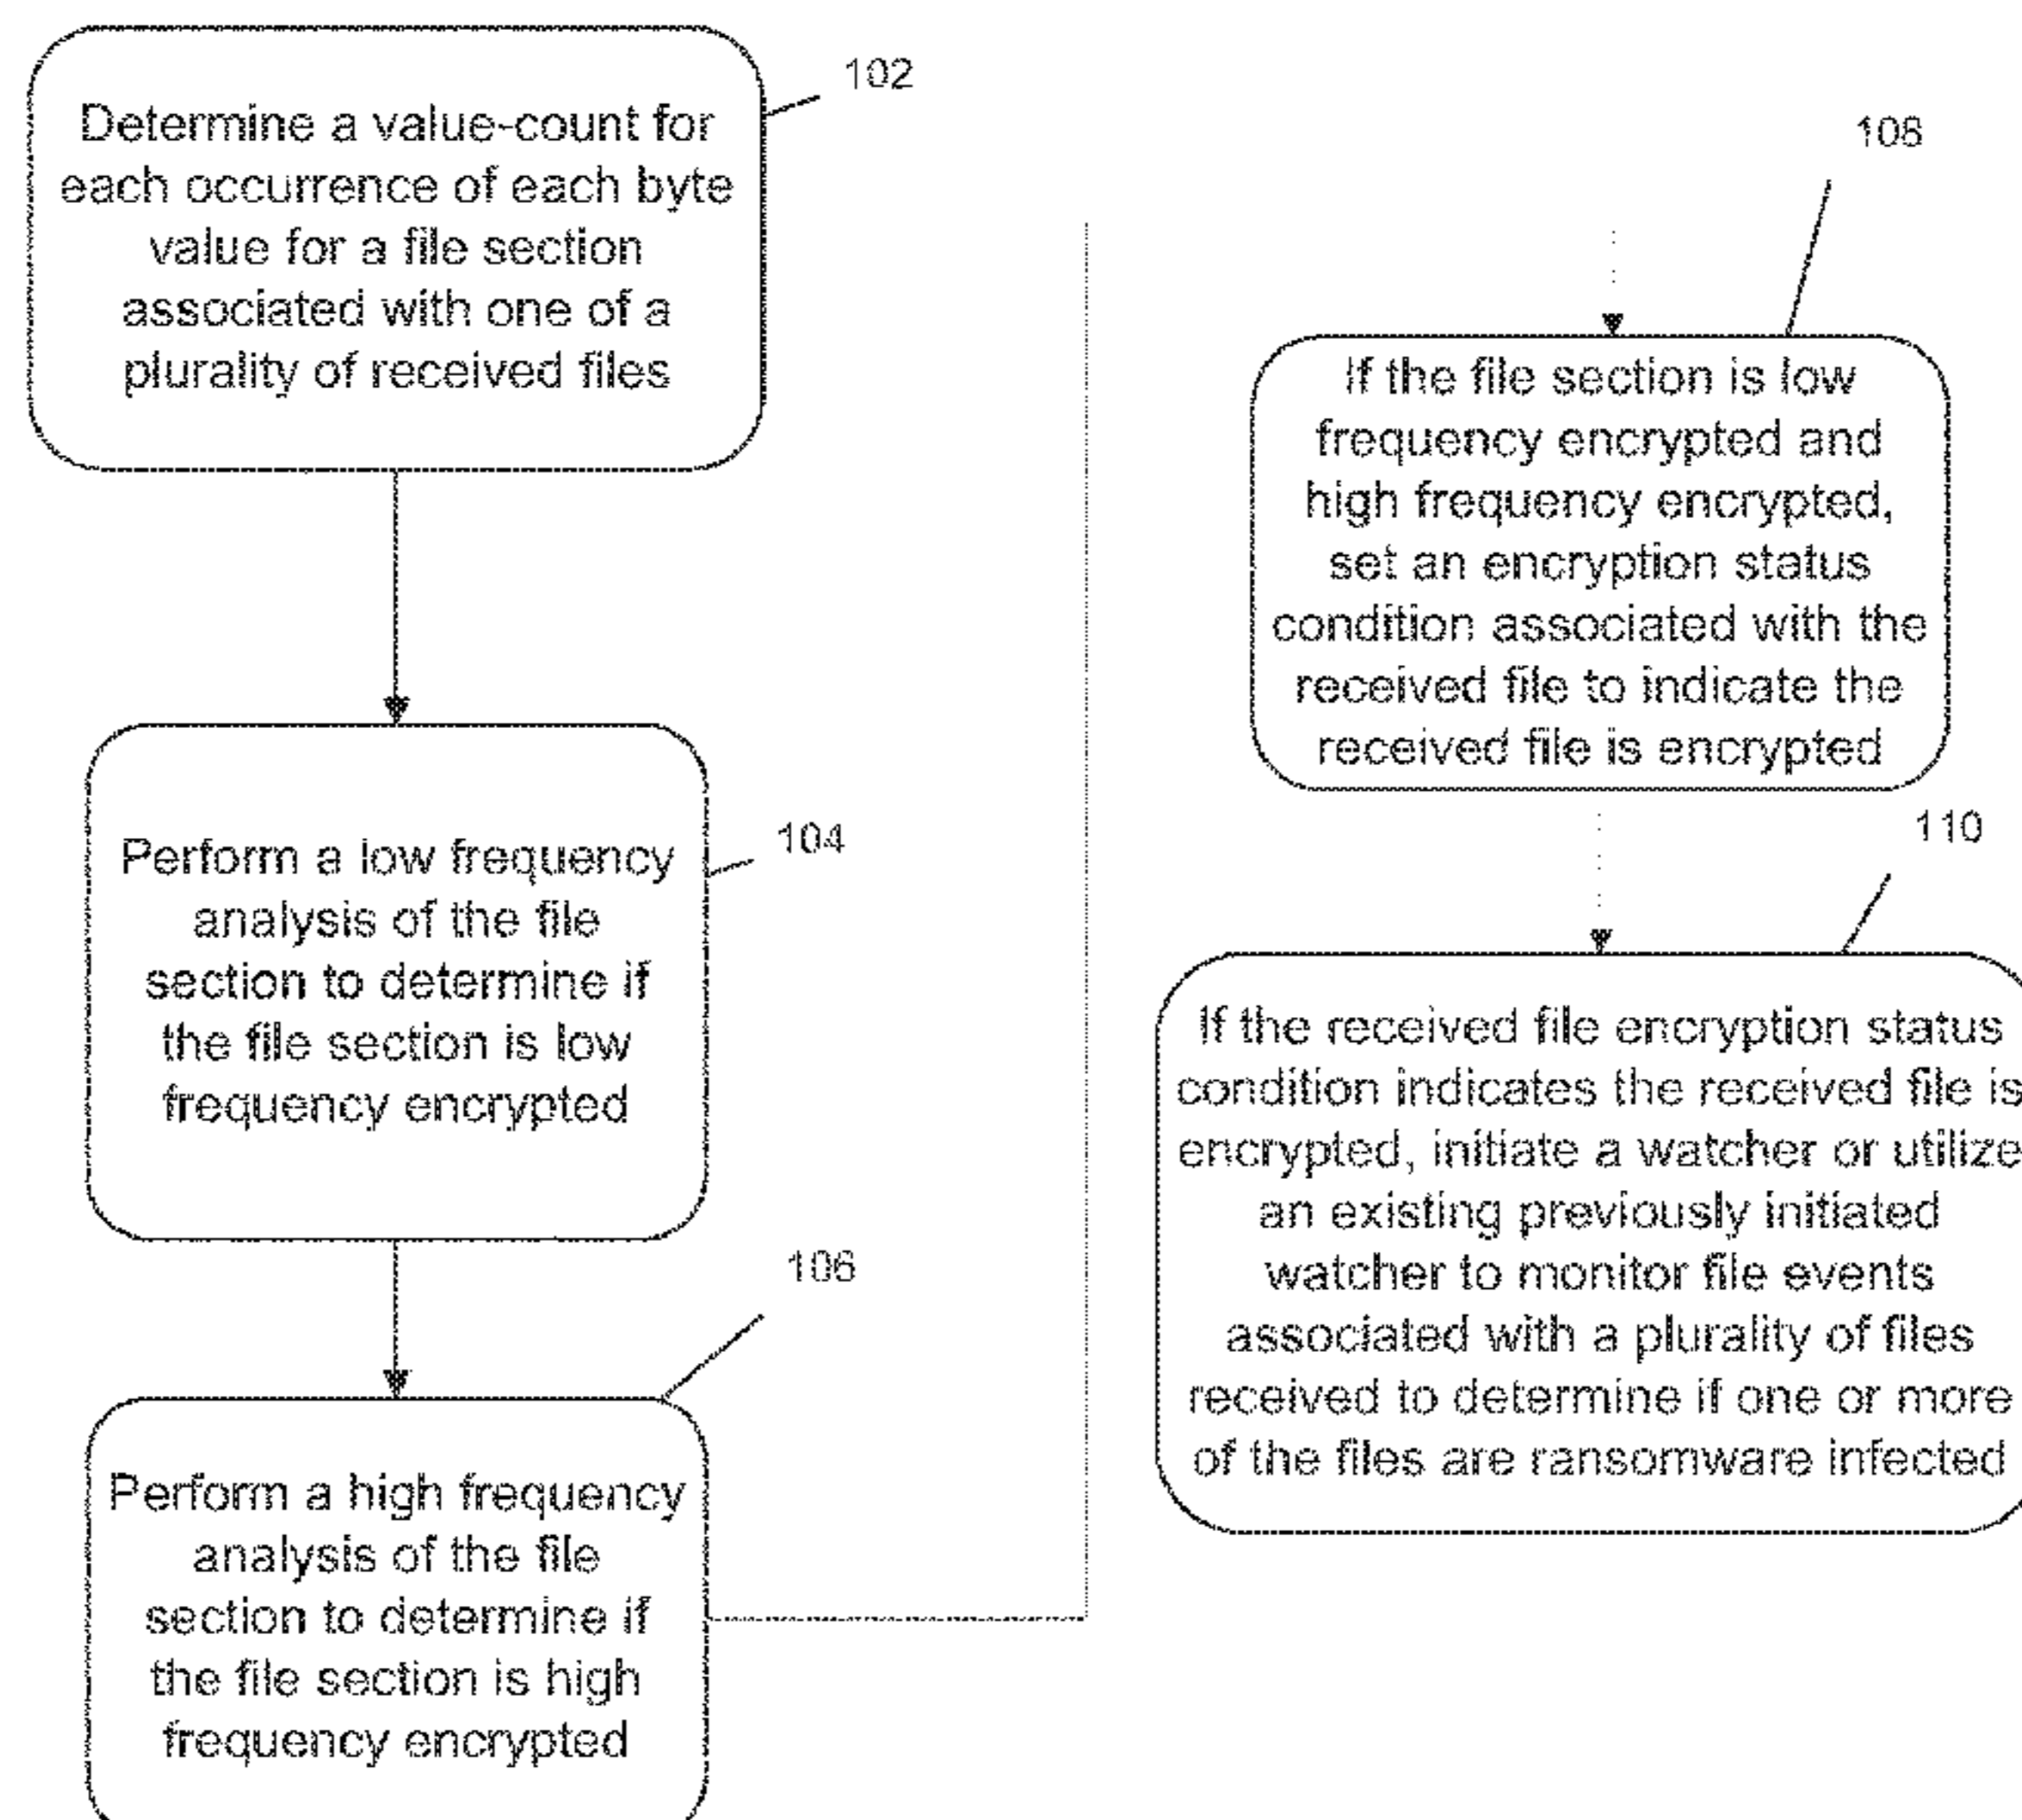 102
Determine a value-count for
each occurrence of each byte
value for a file section
associated with one of a
plurality of received files
104
Perform a low frequency
analysis of the file
section to determine if
the file section is low
frequency encrypted
106
Perform a high frequency
analysis of the file
section to determine if
the file section is high
frequency encrypted
108
If the file section is low
frequency encrypted and
high frequency encrypted,
set an encryption status
condition associated with the
received file to indicate the
received file is encrypted
110
If the received file encryption status
condition indicates the received file is
encrypted, initiate a watcher or utilize
an existing previously initiated
watcher to monitor file events
associated with a plurality of files
received to determine if one or more
of the files are ransomware infected